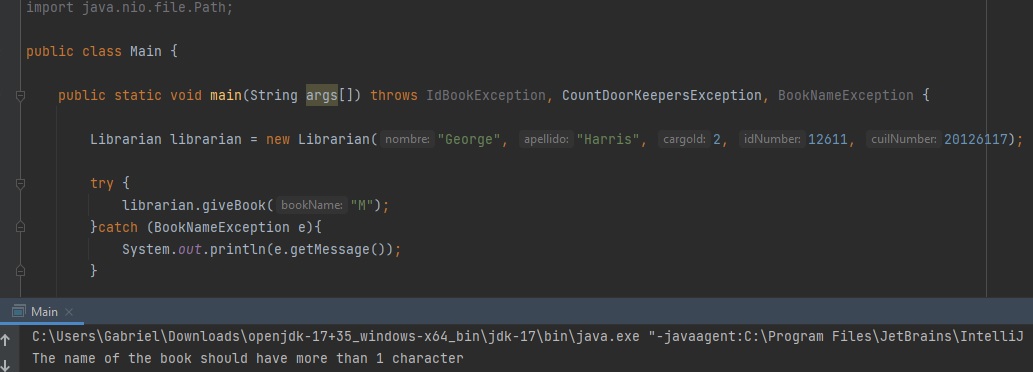 import java.nio.file.Path;
public class Main {
public static void main(String args[]) throws IdBookException, CountDoorKeepersException, BookNameException {
Librarian librarian = new Librarian( nombre: "George", apellido: "Harris", cargoId: 2, idNumber: 12611, cuilNumber: 20126117);
try {
librarian.giveBook( bookName: "M");
}catch (BookNameException e){
System.out.println(e.getMessage());
}
Main ×
C:\Users\Gabriel\Downloads\openjdk-17+35_windows-x64_bin\jdk-17\bin\java.exe "-javaagent:C:\Program Files\JetBrains\IntelliJ
The name of the book should have more than 1 character